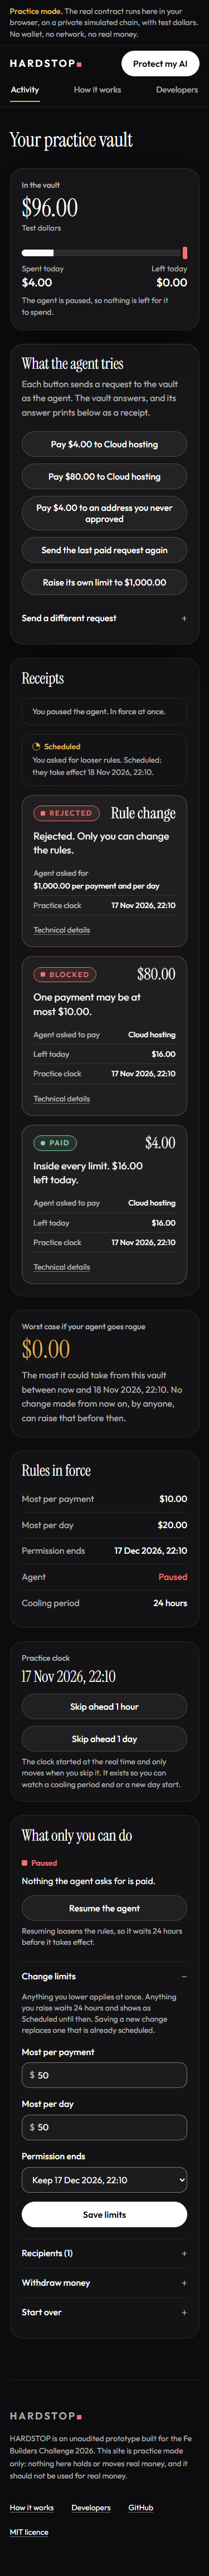 Practice mode. The real contract runs here in your
browser, on a private simulated chain, with test dollars.
No wallet, no network, no real money.
HARDSTOP
Protect my AI
Activity
How it works
Developers
Your practice vault
In the vault
$96.00
Test dollars
Spent today
Left today
$4.00
$0.00
The agent is paused, so nothing is left for it
to spend.
What the agent tries
Each button sends a request to the vault
as the agent. The vault answers, and its
answer prints below as a receipt.
Pay $4.00 to Cloud hosting
Pay $80.00 to Cloud hosting
Pay $4.00 to an address you never
approved
Send the last paid request again
Raise its own limit to $1,000.00
Send a different request +
Receipts
You paused the agent. In force at once.
Scheduled
You asked for looser rules. Scheduled:
they take effect 18 Nov 2026, 22:10.
REJECTED
Rule change
Rejected. Only you can change
the rules.
Agent asked for
$1,000.00 per payment and per day
Practice clock 17 Nov 2026, 22:10
Technical details
BLOCKED
$80.00
One payment may be at
most $10.00.
Agent asked to pay Cloud hosting
Left today $16.00
Practice clock 17 Nov 2026, 22:10
Technical details
PAID
$4.00
Inside every limit. $16.00
left today.
Agent asked to pay Cloud hosting
Left today $16.00
Practice clock 17 Nov 2026, 22:10
Technical details
Worst case if your agent goes rogue
$0.00
The most it could take from this vault
between now and 18 Nov 2026, 22:10. No
change made from now on, by anyone,
can raise that before then.
Rules in force
Most per payment $10.00
Most per day $20.00
Permission ends 17 Dec 2026, 22:10
Agent Paused
Cooling period 24 hours
Practice clock
17 Nov 2026, 22:10
Skip ahead 1 hour
Skip ahead 1 day
The clock started at the real time and only
moves when you skip it. It exists so you can
watch a cooling period end or a new day start.
What only you can do
Paused
Nothing the agent asks for is paid.
Resume the agent
Resuming loosens the rules, so it waits 24 hours
before it takes effect.
Change limits −
Anything you lower applies at once. Anything
you raise waits 24 hours and shows as
Scheduled until then. Saving a new change
replaces one that is already scheduled.
Most per payment
$ 50
Most per day
$ 50
Permission ends
Keep 17 Dec 2026, 22:10
Save limits
Recipients (1) +
Withdraw money +
Start over +
HARDSTOP
HARDSTOP is an unaudited prototype built for the Fe
Builders Challenge 2026. This site is practice mode
only: nothing here holds or moves real money, and it
should not be used for real money.
How it works
Developers
GitHub
MIT licence